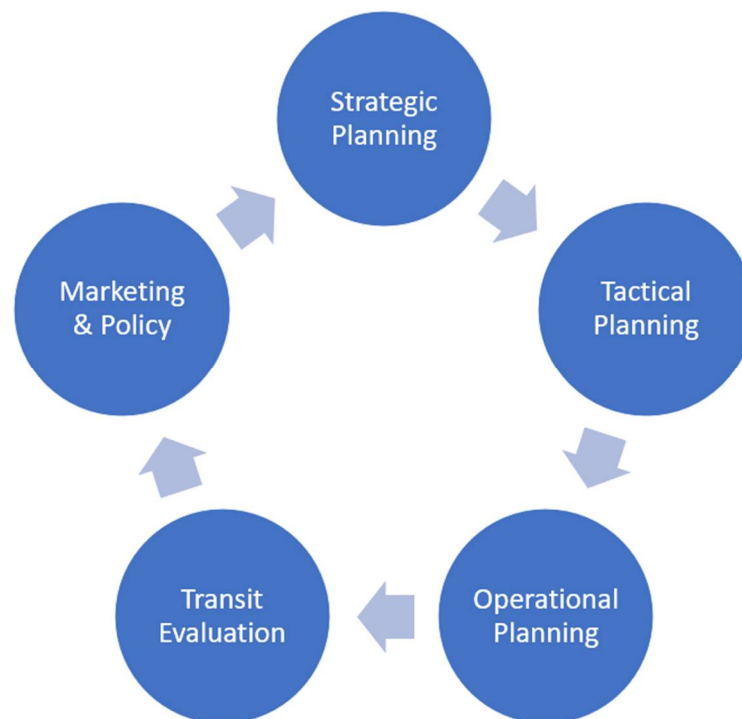 Strategic
Planning
Tactical
Planning
Operational
Planning
Transit
Evaluation
Marketing
& Policy